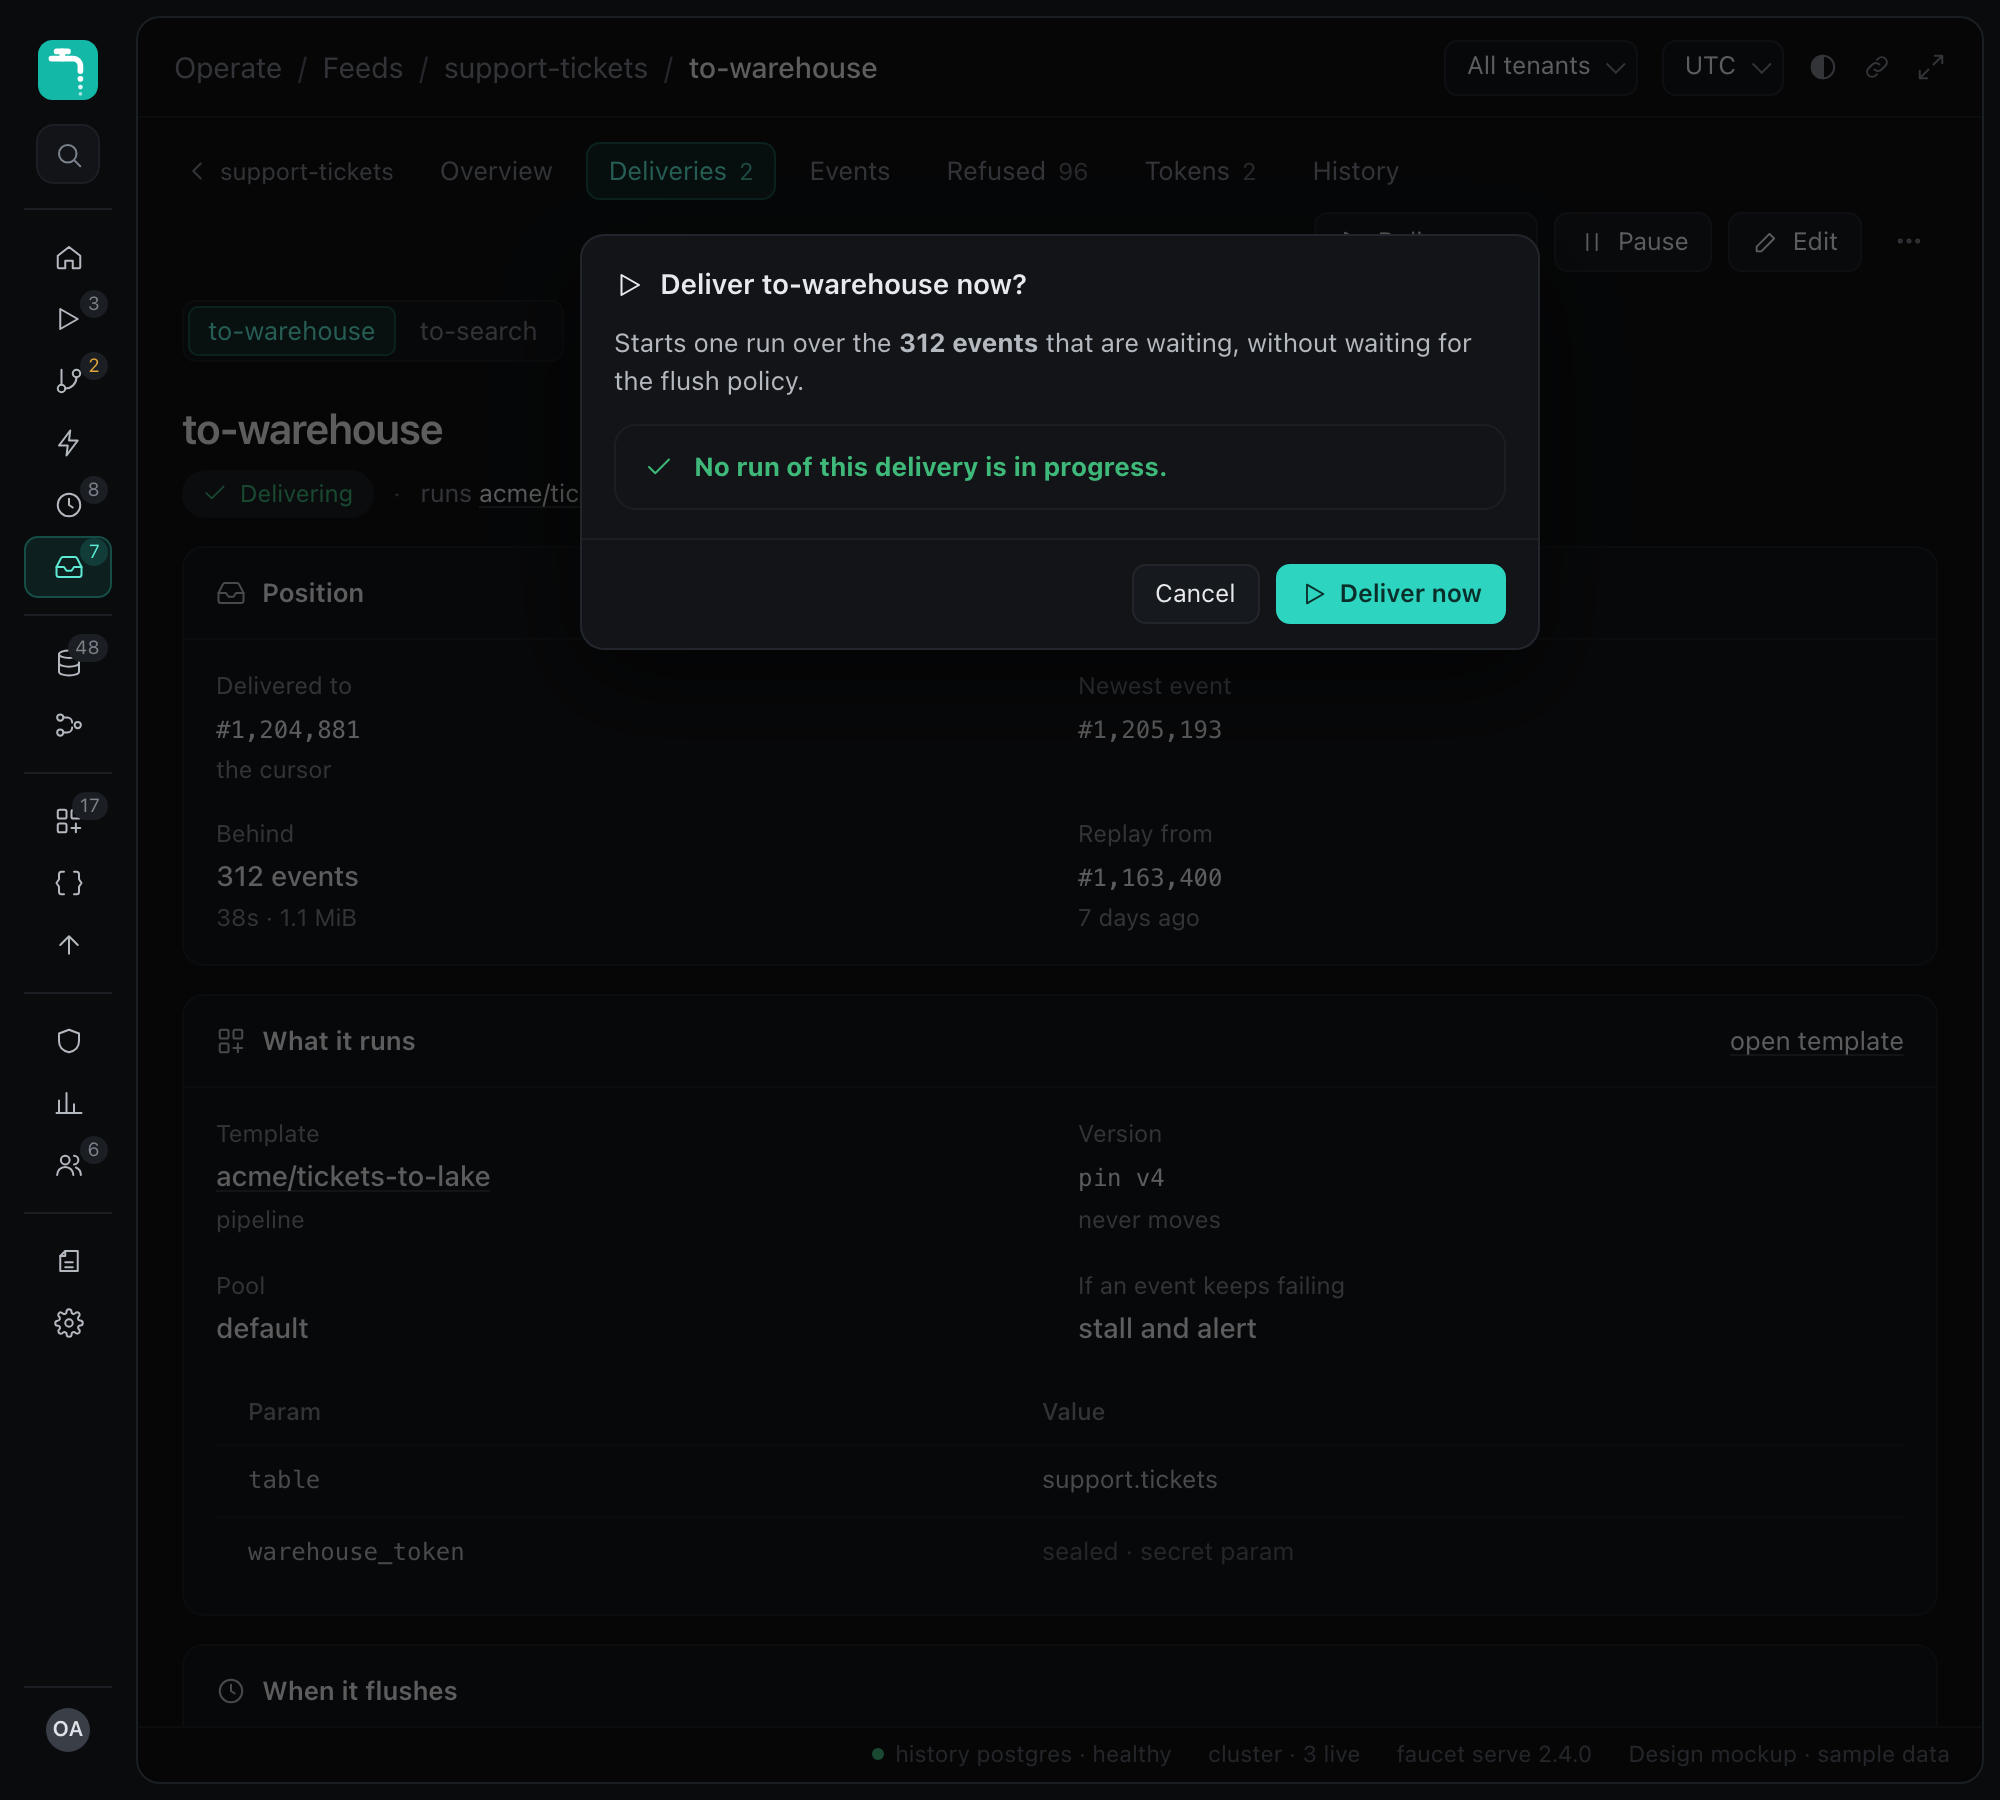 Operate / Feeds / support-tickets / to-warehouse
All tenants
UTC
support-tickets
Overview
Deliveries 2
Events
Refused 96
Tokens 2
History
Pause
Edit
to-warehouse
to-search
Deliver to-warehouse now?
Starts one run over the 312 events that are waiting, without waiting for
the flush policy.
No run of this delivery is in progress.
Cancel
Deliver now
to-warehouse
Delivering · runs acme/tic
Position
Delivered to
#1,204,881
the cursor
Newest event
#1,205,193
Behind
312 events
38s · 1.1 MiB
Replay from
#1,163,400
7 days ago
What it runs
open template
Template
acme/tickets-to-lake
pipeline
Version
pin v4
never moves
Pool
default
If an event keeps failing
stall and alert
Param
Value
table
support.tickets
warehouse_token
sealed · secret param
When it flushes
3
2
8
7
48
17
6
OA
history postgres · healthy
cluster · 3 live
faucet serve 2.4.0
Design mockup · sample data